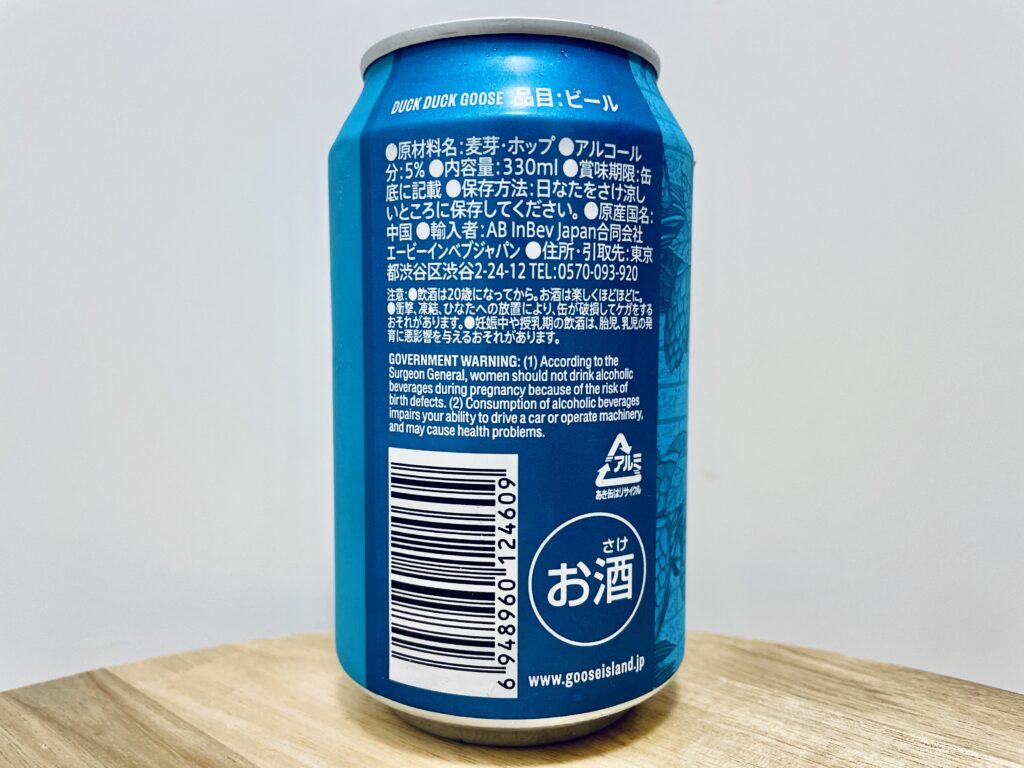 DUCK DUCK GOOSE 品目:ビール
●原材料名:麦芽・ホップ ●アルコール
分:5% ●内容量:330ml ●賞味期限:缶
底に記載 ●保存方法:日なたをさけ涼し
いところに保存してください。 ●原産国名:
中国 ●輸入者:AB InBev Japan合同会社
エービーインベブジャパン ●住所・引取先:東京
都渋谷区渋谷2-24-12 TEL:0570-093-920
注意:●飲酒は20歳になってから。お酒は楽しくほどほどに。
●衝撃、凍結、ひなたへの放置により、缶が破損してケガをする
おそれがあります。●妊娠中や授乳期の飲酒は、胎児、乳児の発
育に悪影響を与えるおそれがあります。
GOVERNMENT WARNING: (1) According to the
Surgeon General, women should not drink alcoholic
beverages during pregnancy because of the risk of
birth defects. (2) Consumption of alcoholic beverages
impairs your ability to drive a car or operate machinery,
and may cause health problems.
アルミ
あき缶はリサイクル
6 948960 124609
さけ
お酒
www.gooseisland.jp